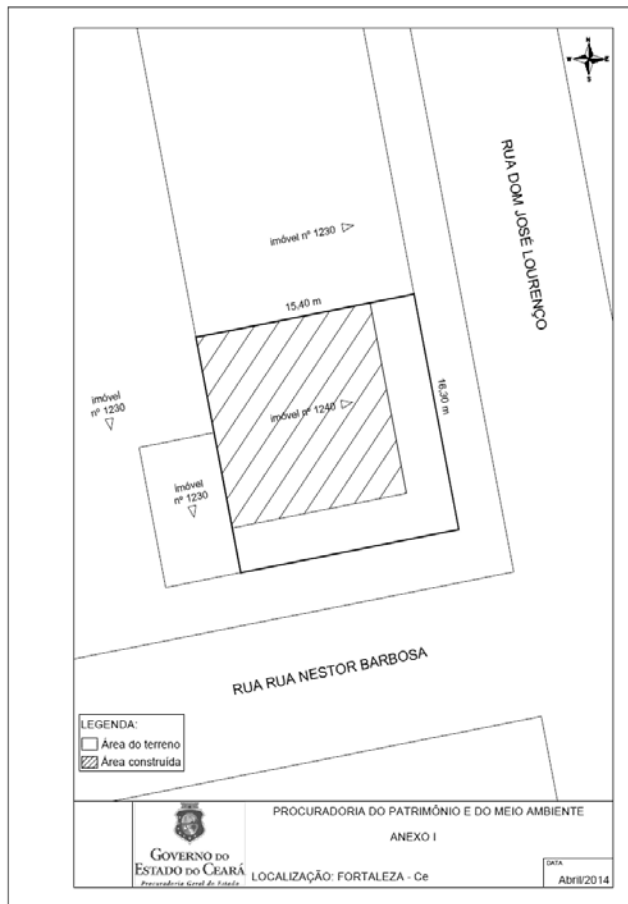 N
W E
S
RUA DOM JOSÉ LOURENÇO
imóvel nº 1230
15,40 m
16,30 m
imóvel nº 1240
imóvel
nº 1230
imóvel
nº 1230
RUA RUA NESTOR BARBOSA
LEGENDA:
Área do terreno
Área construída
GOVERNO DO
ESTADO DO CEARÁ
Procuradoria Geral do Estado
PROCURADORIA DO PATRIMÔNIO E DO MEIO AMBIENTE
ANEXO I
LOCALIZAÇÃO: FORTALEZA - Ce
DATA
Abril/2014